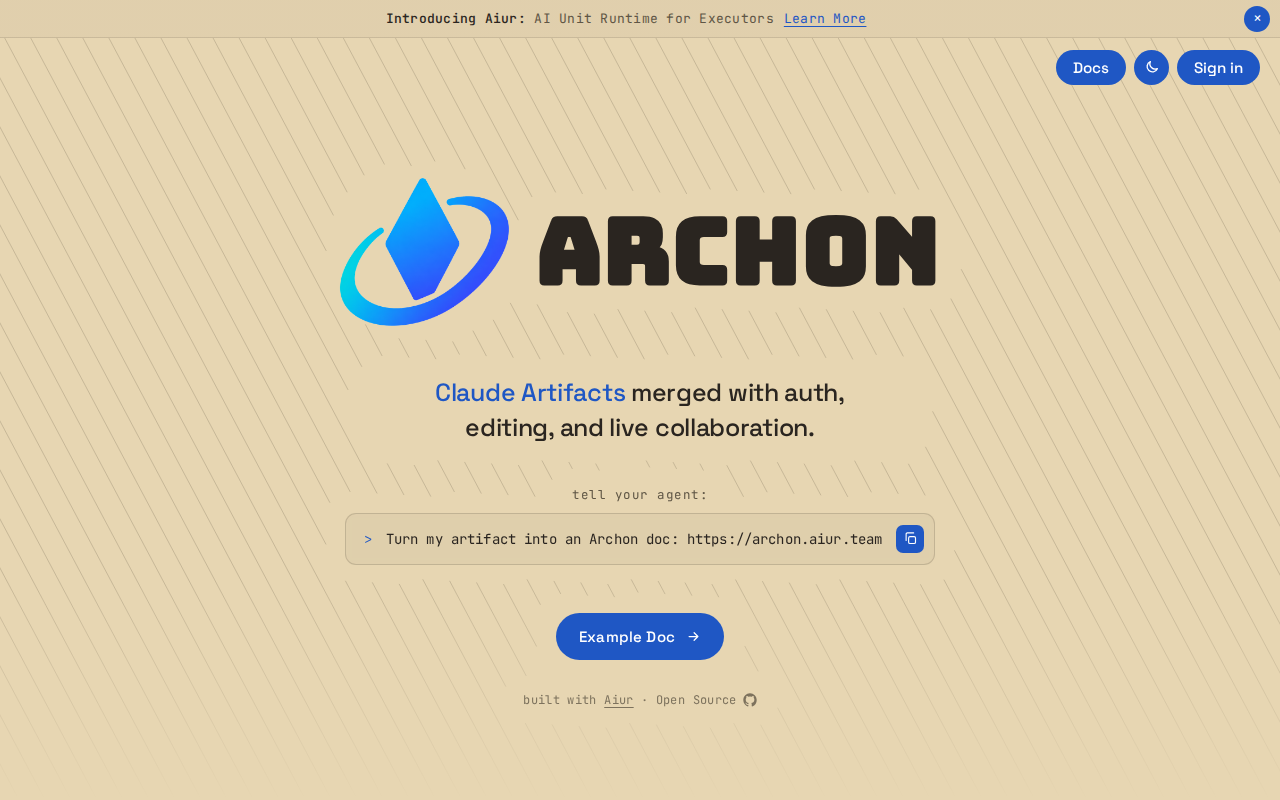 Introducing Aiur: AI Unit Runtime for Executors Learn More
Docs
Sign in
ARCHON
Claude Artifacts merged with auth,
editing, and live collaboration.
tell your agent:
> Turn my artifact into an Archon doc: https://archon.aiur.team
Example Doc →
built with Aiur · Open Source